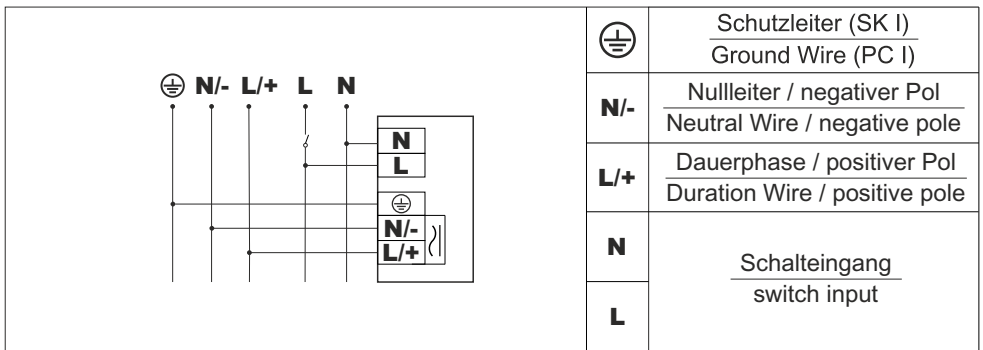 N/- L/+ L N
N
L
N/-
L/+
Schutzleiter (SK I)
Ground Wire (PC I)
N/-
Nullleiter / negativer Pol
Neutral Wire / negative pole
L/+
Dauerphase / positiver Pol
Duration Wire / positive pole
N
L
Schalteingang
switch input